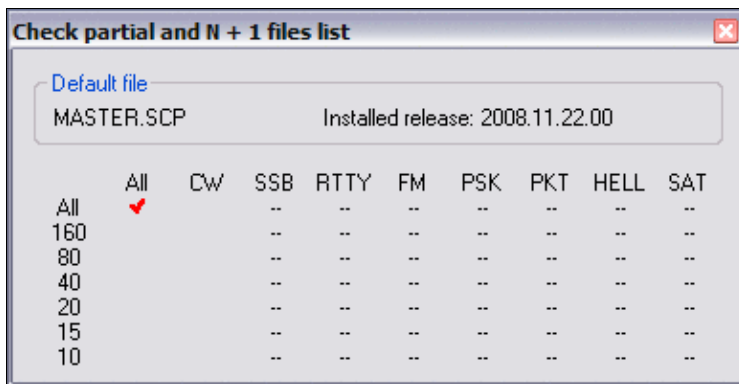 Check partial and N + 1 files list
Default file
MASTER.SCP Installed release: 2008.11.22.00
All CW SSB RTTY FM PSK PKT HELL SAT
All -- -- -- -- -- -- --
160 -- -- -- -- -- -- --
80 -- -- -- -- -- -- --
40 -- -- -- -- -- -- --
20 -- -- -- -- -- -- --
15 -- -- -- -- -- -- --
10 -- -- -- -- -- -- --